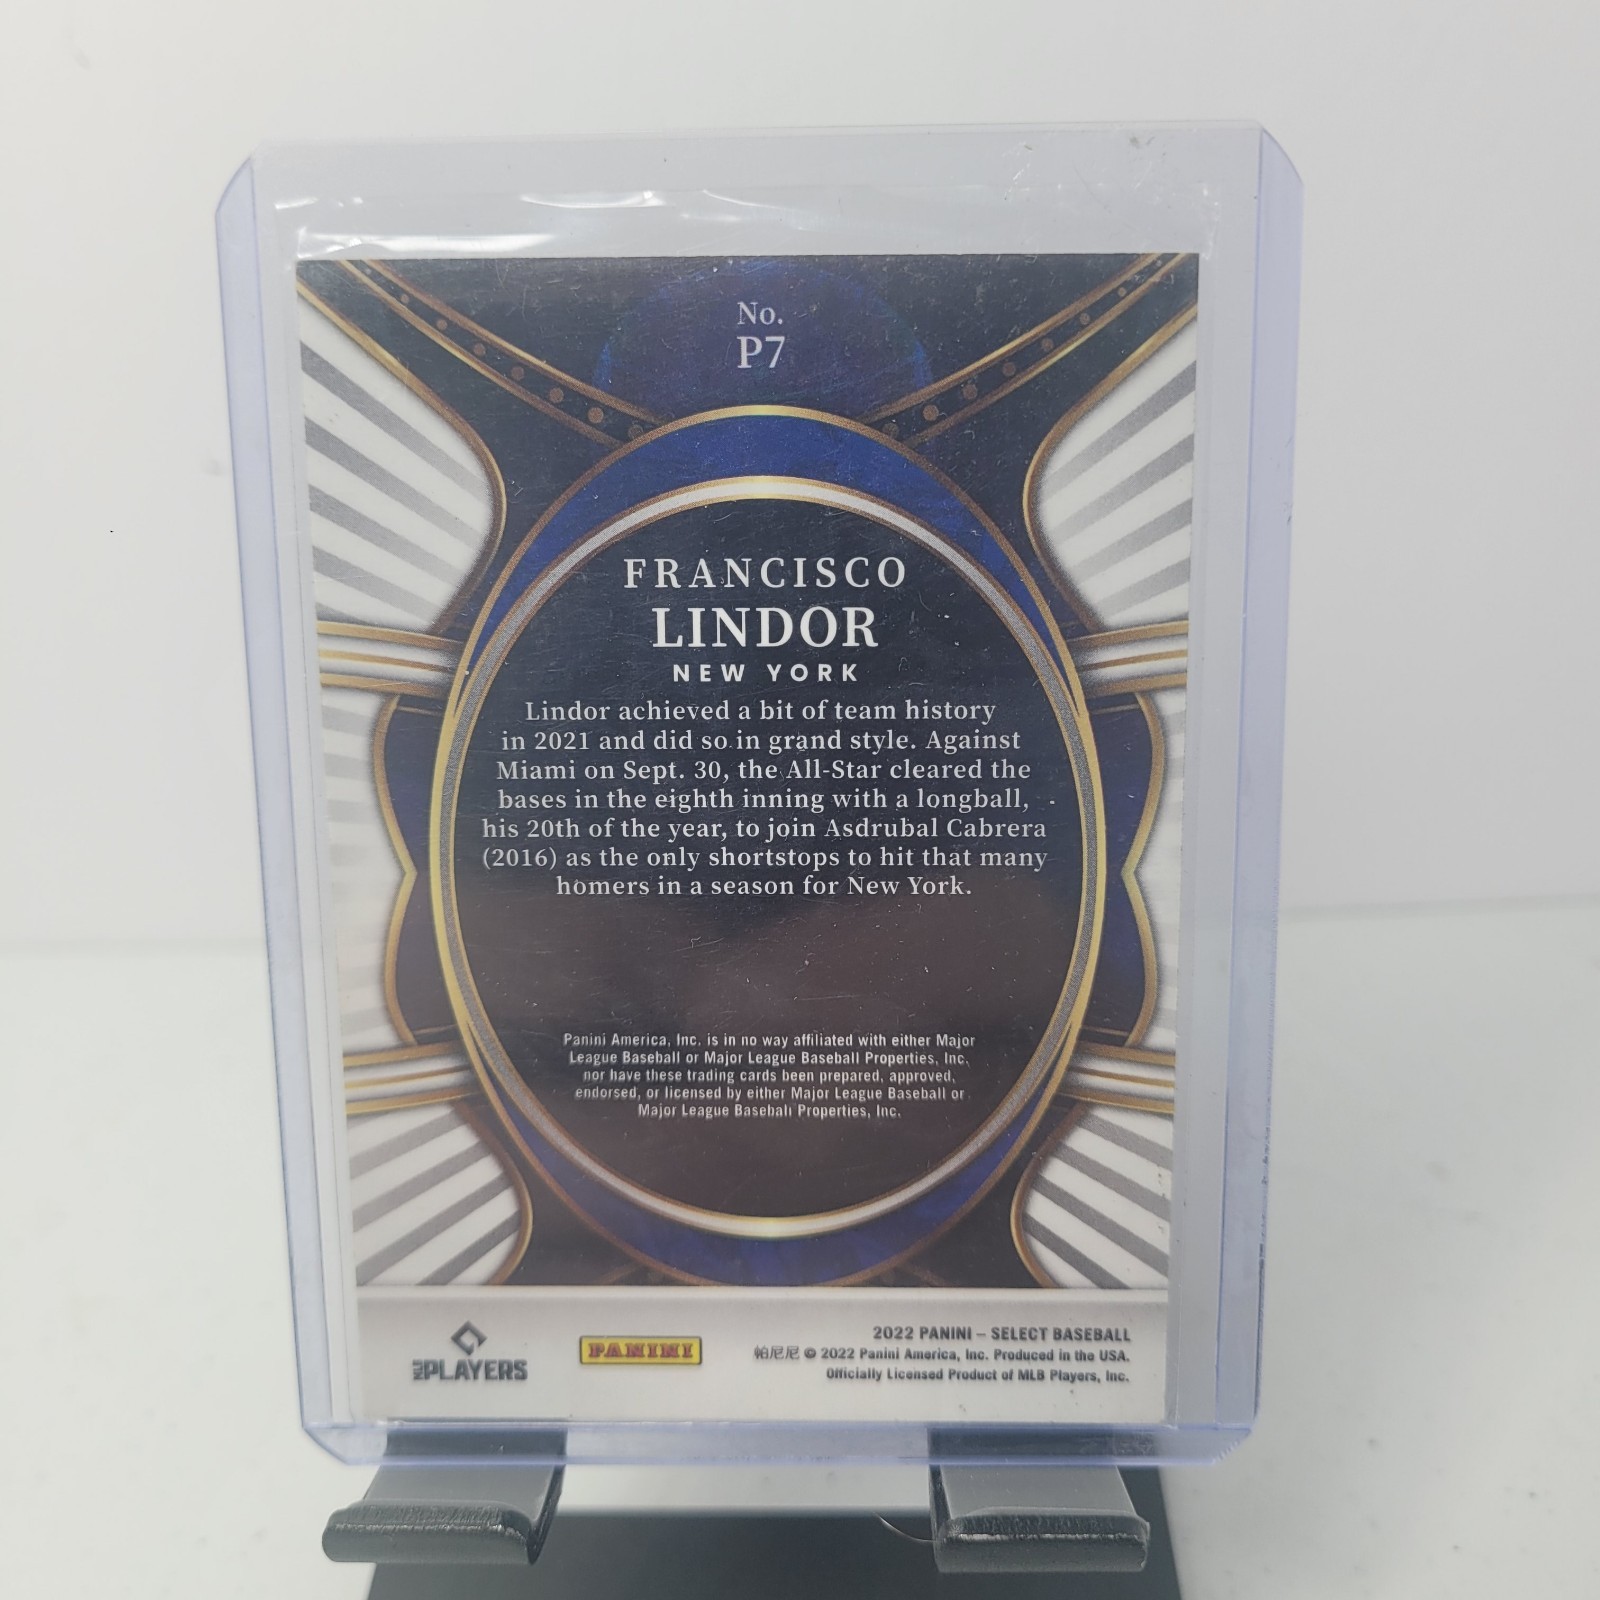 No.
P7
FRANCISCO
LINDOR
NEW YORK
Lindor achieved a bit of team history
in 2021 and did so in grand style. Against
Miami on Sept. 30, the All-Star cleared the
bases in the eighth inning with a longball,
his 20th of the year, to join Asdrubal Cabrera
(2016) as the only shortstops to hit that many
homers in a season for New York.
Panini America, Inc. is in no way affiliated with either Major
League Baseball or Major League Baseball Properties, Inc.
nor have these trading cards been prepared, approved,
endorsed, or licensed by either Major League Baseball or
Major League Baseball Properties, Inc.
MLB PLAYERS
PANINI
2022 PANINI – SELECT BASEBALL
帕尼尼 © 2022 Panini America, Inc. Produced in the USA.
Officially Licensed Product of MLB Players, Inc.